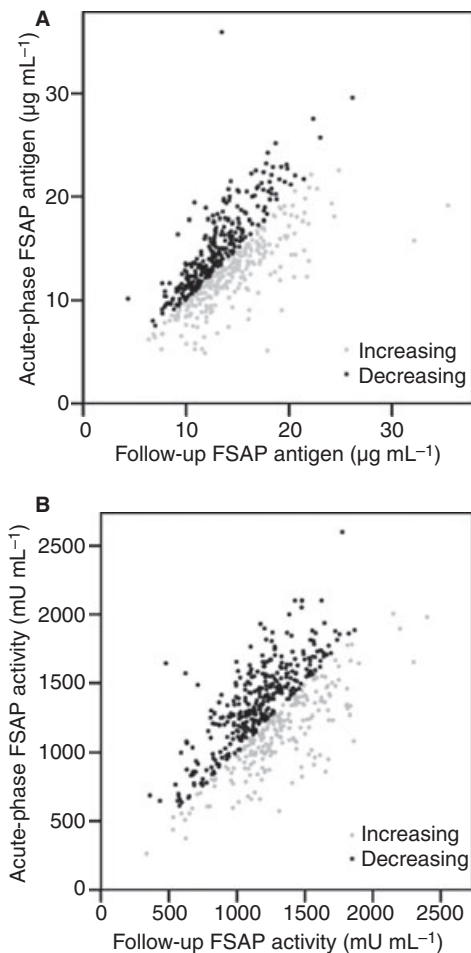 A
Acute-phase FSAP antigen (µg mL⁻¹)
30
20
10
0
Increasing
Decreasing
0 10 20 30
Follow-up FSAP antigen (µg mL⁻¹)
B
Acute-phase FSAP activity (mU mL⁻¹)
2500
2000
1500
1000
500
0
Increasing
Decreasing
0 500 1000 1500 2000 2500
Follow-up FSAP activity (mU mL⁻¹)